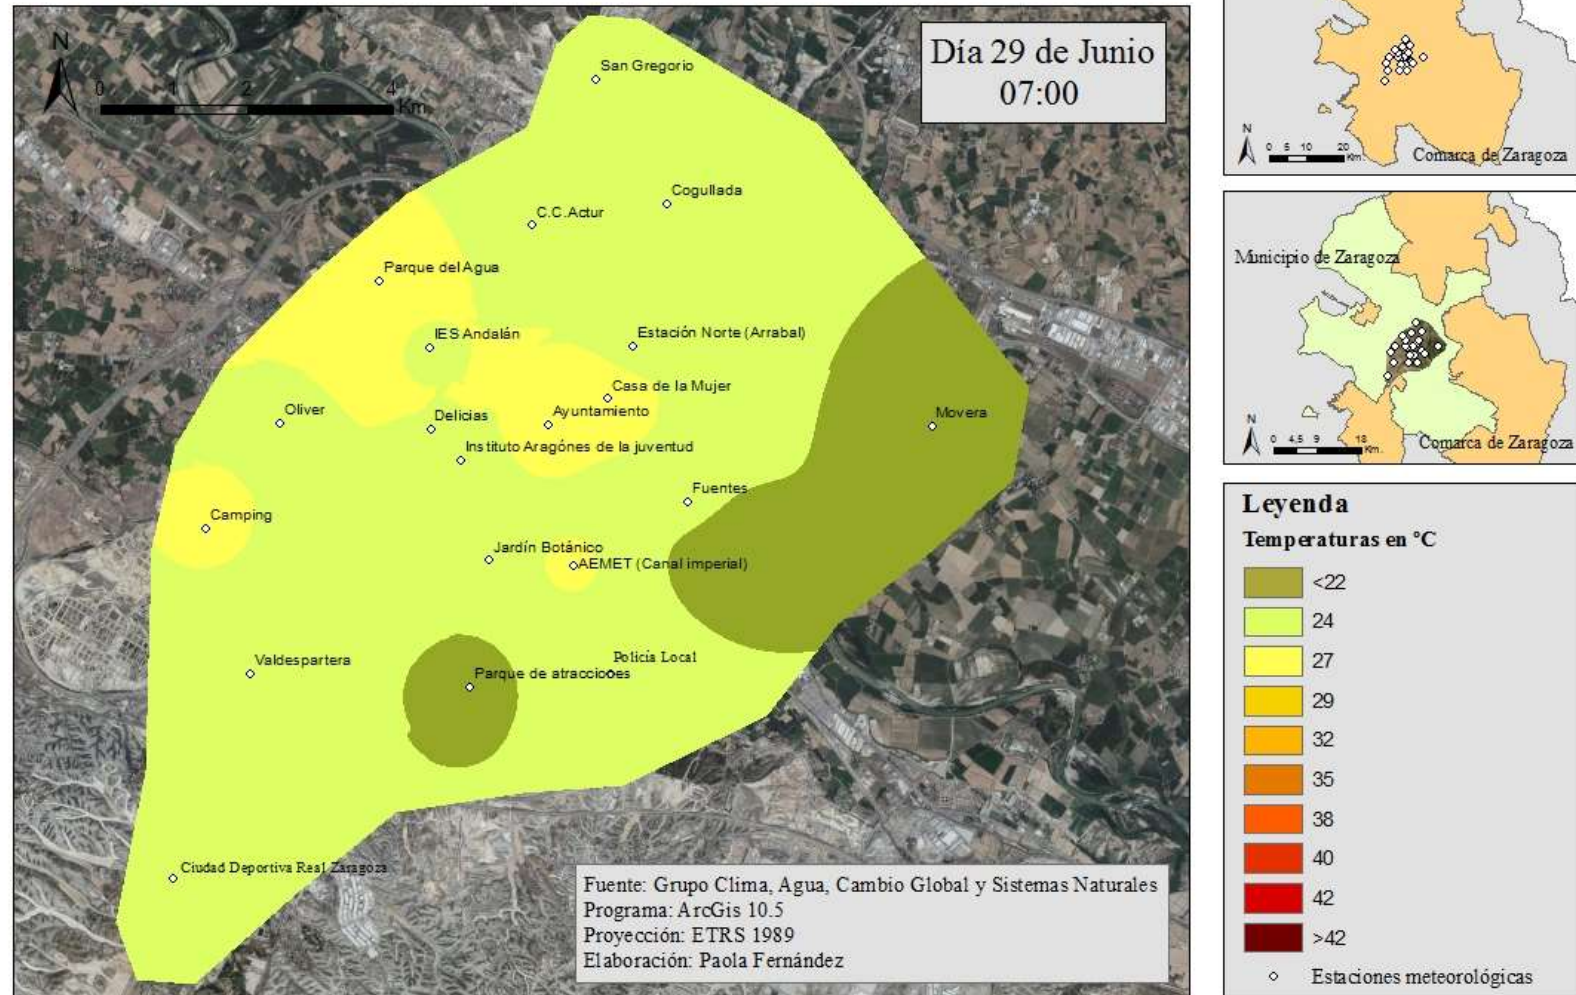 Día 29 de Junio
07:00
N
0 1 2 4
Km.
San Gregorio
Cogullada
C.C.Actur
Parque del Agua
IES Andalán
Estación Norte (Arrabal)
Casa de la Mujer
Oliver
Delicias
Ayuntamiento
Movera
Instituto Aragónes de la juventud
Fuentes
Camping
Jardín Botánico
AEMET (Canal imperial)
Valdespartera
Policía Local
Parque de atracciones
Ciudad Deportiva Real Zaragoza
Fuente: Grupo Clima, Agua, Cambio Global y Sistemas Naturales
Programa: ArcGis 10.5
Proyección: ETRS 1989
Elaboración: Paola Fernández
N
0 5 10 20
Km.
Comarca de Zaragoza
Municipio de Zaragoza
N
0 4,5 9 18
Km.
Comarca de Zaragoza
Leyenda
Temperaturas en °C
<22
24
27
29
32
35
38
40
42
>42
Estaciones meteorológicas